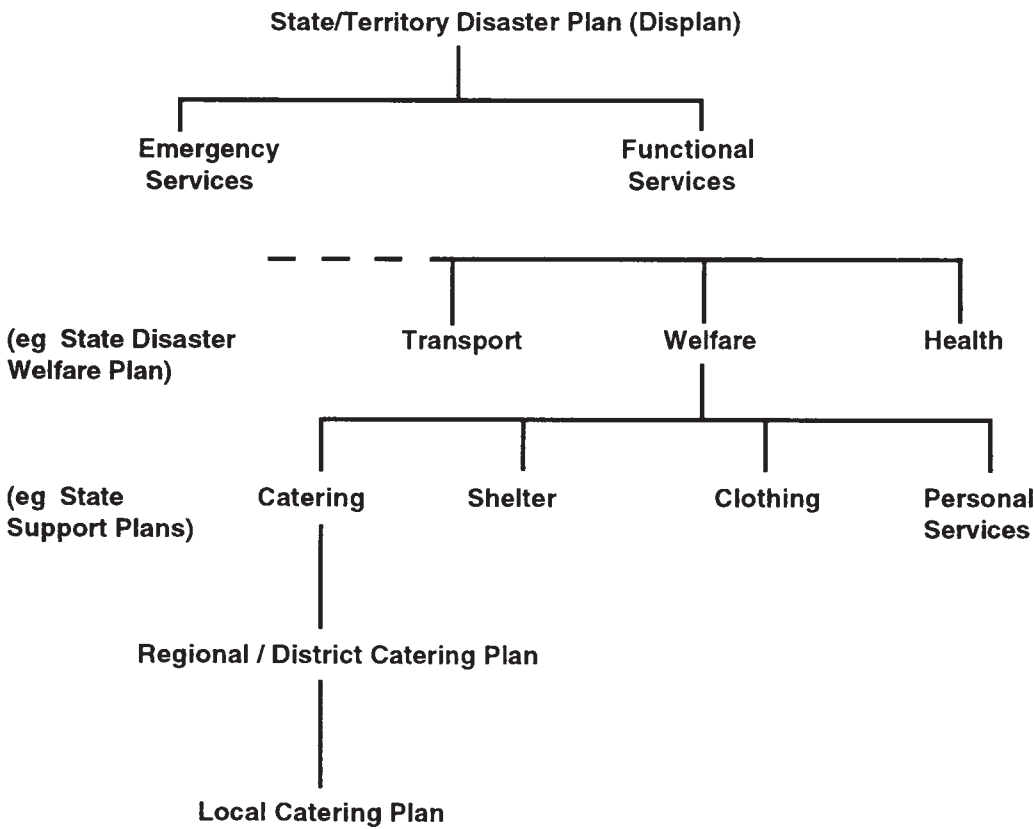 State/Territory Disaster Plan (Displan)
Emergency
Services
Functional
Services
(eg State Disaster
Welfare Plan)
Transport
Welfare
Health
(eg State
Support Plans)
Catering
Shelter
Clothing
Personal
Services
Regional / District Catering Plan
Local Catering Plan